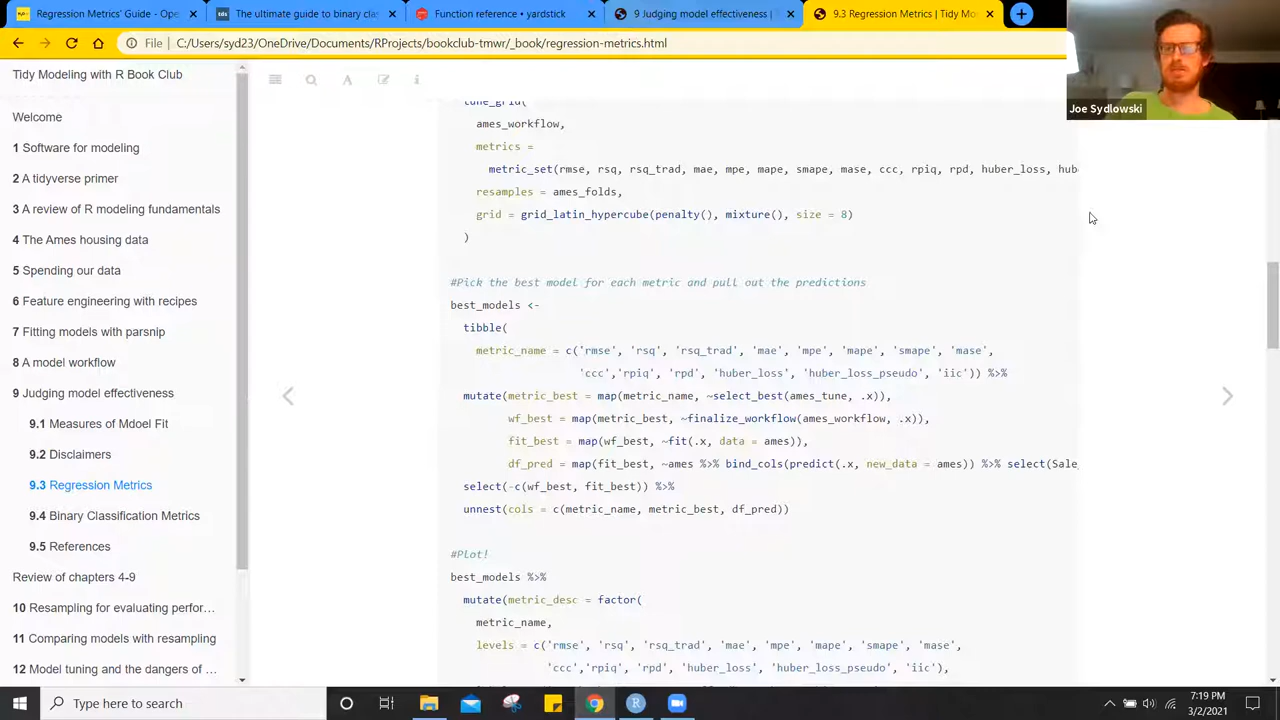 Regression Metrics' Guide - Ope
The ultimate guide to binary clas
Function reference • yardstick
9 Judging model effectiveness |
9.3 Regression Metrics | Tidy Mo
File
C:/Users/syd23/OneDrive/Documents/RProjects/bookclub-tmwr/_book/regression-metrics.html
Joe Sydlowski
Tidy Modeling with R Book Club
Welcome
1 Software for modeling
2 A tidyverse primer
3 A review of R modeling fundamentals
4 The Ames housing data
5 Spending our data
6 Feature engineering with recipes
7 Fitting models with parsnip
8 A model workflow
9 Judging model effectiveness
9.1 Measures of Mdoel Fit
9.2 Disclaimers
9.3 Regression Metrics
9.4 Binary Classification Metrics
9.5 References
Review of chapters 4-9
10 Resampling for evaluating perfor…
11 Comparing models with resampling
12 Model tuning and the dangers of …
tune_grid(
ames_workflow,
metrics =
metric_set(rmse, rsq, rsq_trad, mae, mpe, mape, smape, mase, ccc, rpiq, rpd, huber_loss, hub
resamples = ames_folds,
grid = grid_latin_hypercube(penalty(), mixture(), size = 8)
)
#Pick the best model for each metric and pull out the predictions
best_models <-
tibble(
metric_name = c('rmse', 'rsq', 'rsq_trad', 'mae', 'mpe', 'mape', 'smape', 'mase',
'ccc','rpiq', 'rpd', 'huber_loss', 'huber_loss_pseudo', 'iic')) %>%
mutate(metric_best = map(metric_name, ~select_best(ames_tune, .x)),
wf_best = map(metric_best, ~finalize_workflow(ames_workflow, .x)),
fit_best = map(wf_best, ~fit(.x, data = ames)),
df_pred = map(fit_best, ~ames %>% bind_cols(predict(.x, new_data = ames)) %>% select(Sale_
select(-c(wf_best, fit_best)) %>%
unnest(cols = c(metric_name, metric_best, df_pred))
#Plot!
best_models %>%
mutate(metric_desc = factor(
metric_name,
levels = c('rmse', 'rsq', 'rsq_trad', 'mae', 'mpe', 'mape', 'smape', 'mase',
'ccc','rpiq', 'rpd', 'huber_loss', 'huber_loss_pseudo', 'iic'),
Type here to search
7:19 PM
3/2/2021